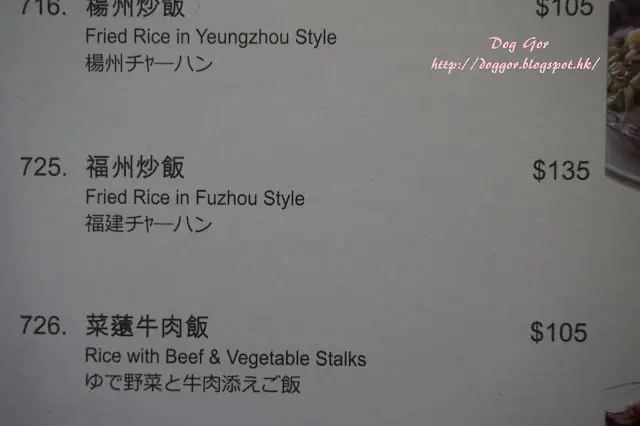 716. 楊州炒飯 $105
Fried Rice in Yeungzhou Style
楊州チャーハン
Dog Gor
http://doggor.blogspot.hk/
725. 福州炒飯 $135
Fried Rice in Fuzhou Style
福建チャーハン
726. 菜薳牛肉飯 $105
Rice with Beef & Vegetable Stalks
ゆで野菜と牛肉添えご飯